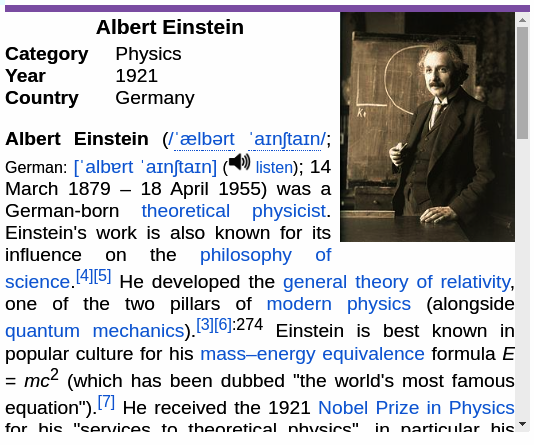 Albert Einstein
Category Physics
Year 1921
Country Germany
Albert Einstein (/ˈælbərt ˈaɪnʃtaɪn/;
German: [ˈalbɐrt ˈaɪnʃtaɪn] ( listen); 14
March 1879 – 18 April 1955) was a
German-born theoretical physicist.
Einstein's work is also known for its
influence on the philosophy of
science.[4][5] He developed the general theory of relativity,
one of the two pillars of modern physics (alongside
quantum mechanics).[3][6]:274 Einstein is best known in
popular culture for his mass–energy equivalence formula E
= mc2 (which has been dubbed "the world's most famous
equation").[7] He received the 1921 Nobel Prize in Physics
for his "services to theoretical physics", in particular his